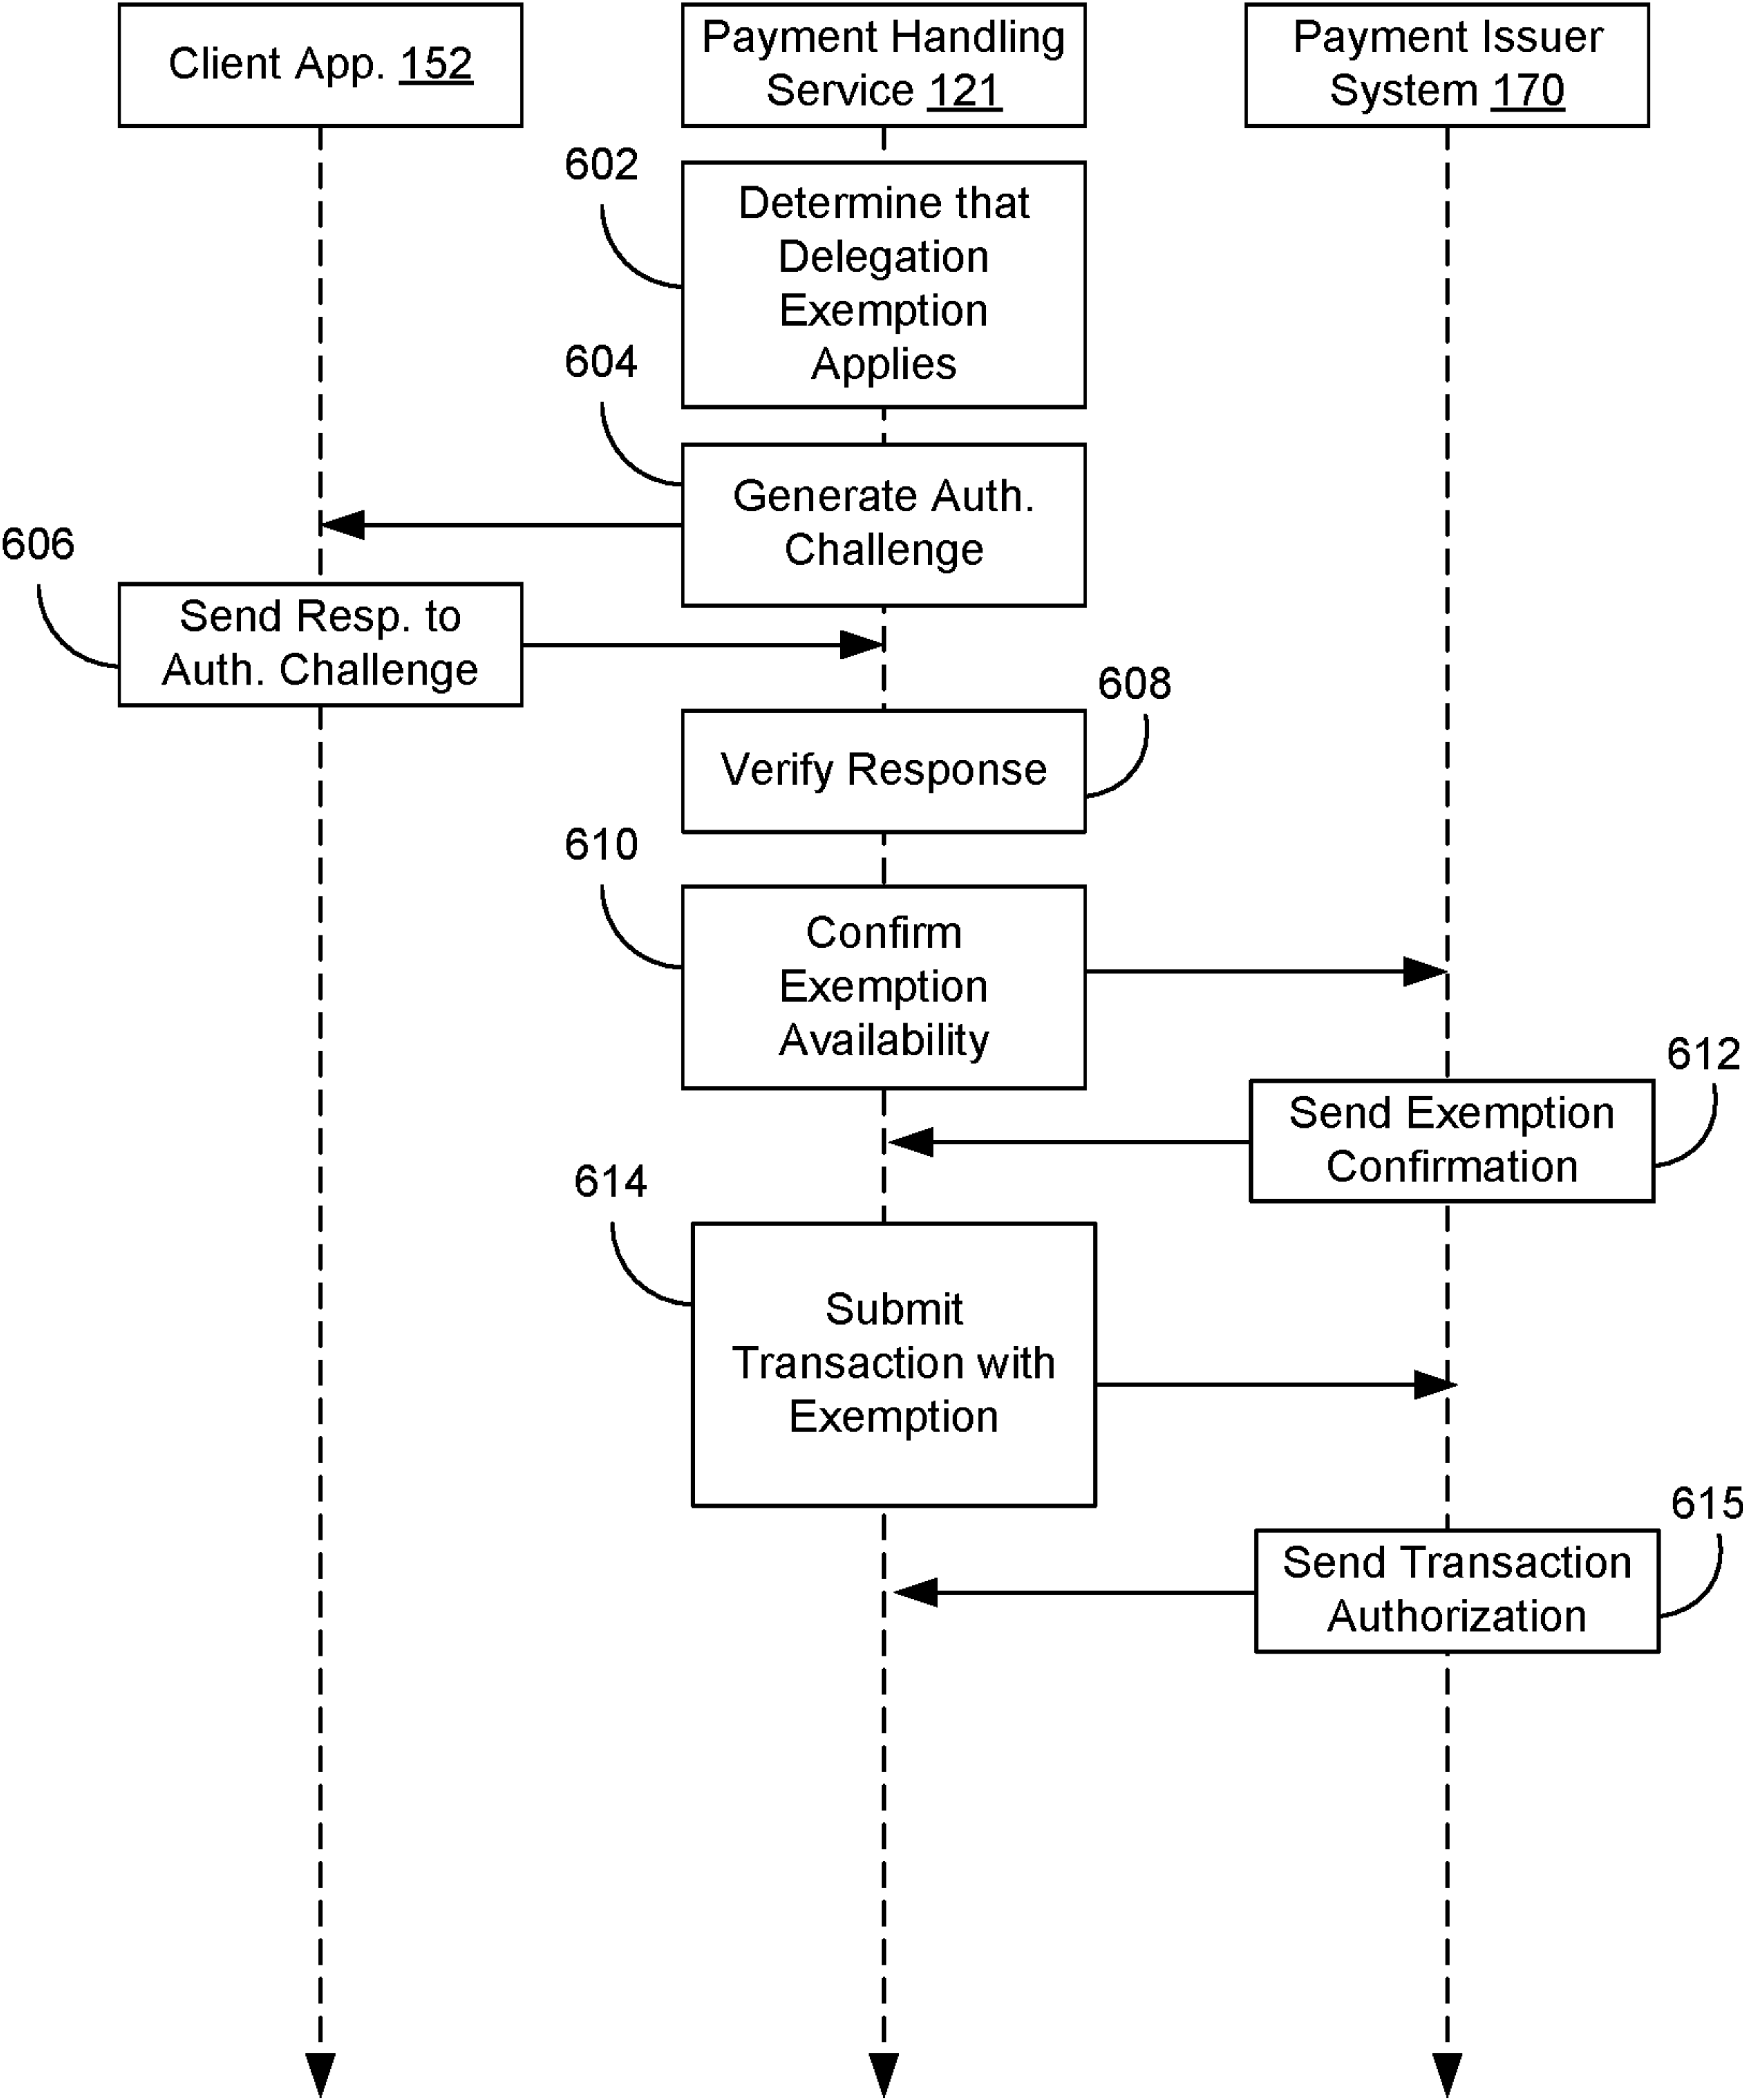 Client App. 152
Payment Handling
Service 121
Payment Issuer
System 170
602
Determine that
Delegation
Exemption
Applies
604
Generate Auth.
Challenge
606
Send Resp. to
Auth. Challenge
608
Verify Response
610
Confirm
Exemption
Availability
612
Send Exemption
Confirmation
614
Submit
Transaction with
Exemption
615
Send Transaction
Authorization